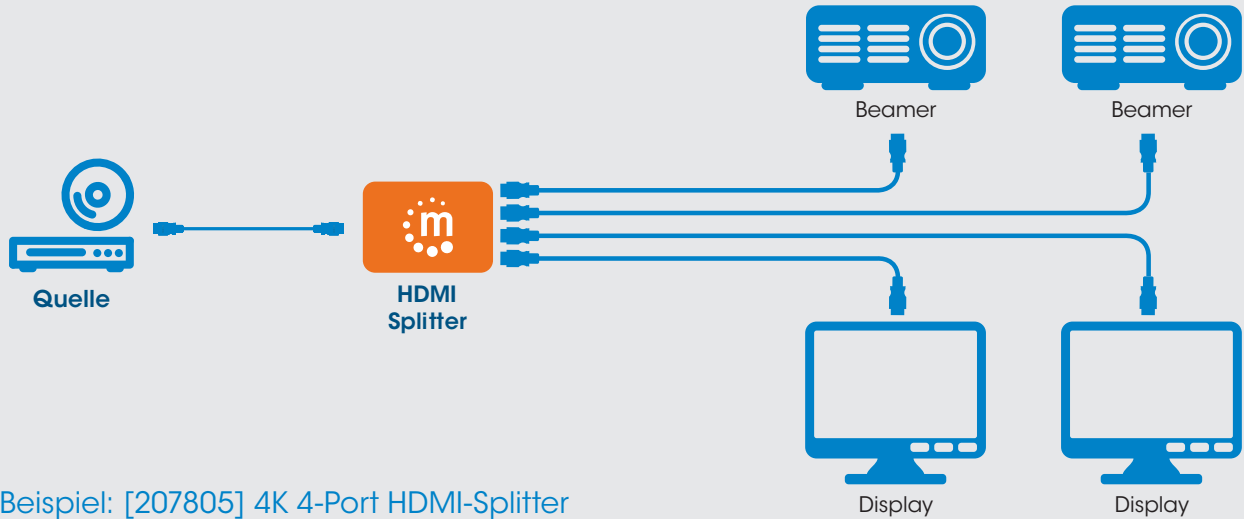 Beamer
Beamer
m
Quelle
HDMI
Splitter
Display
Display
Beispiel: [207805] 4K 4-Port HDMI-Splitter